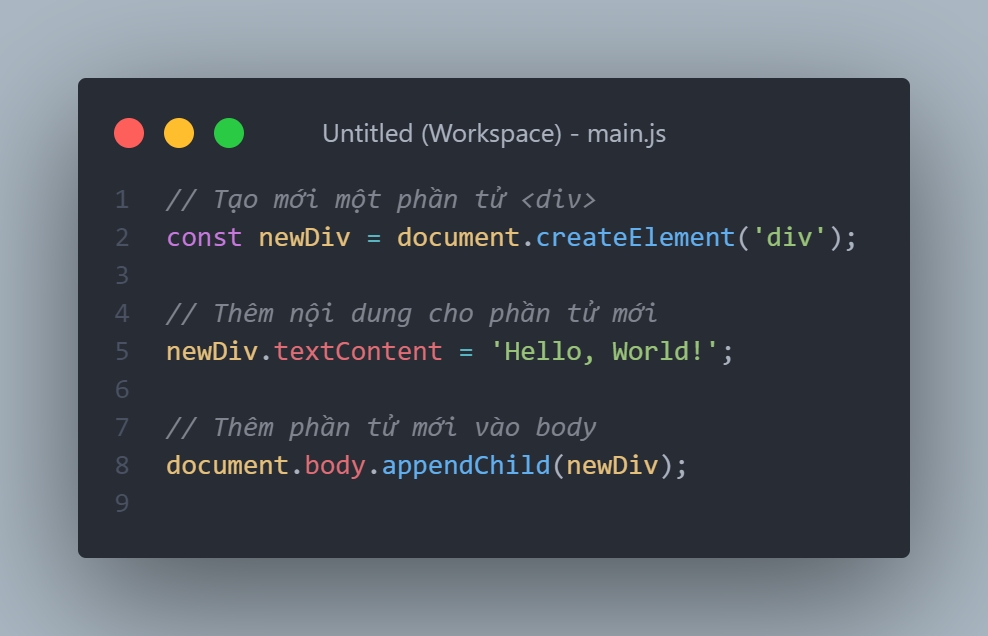 Untitled (Workspace) - main.js
1 // Tạo mới một phần tử <div>
2 const newDiv = document.createElement('div');
3
4 // Thêm nội dung cho phần tử mới
5 newDiv.textContent = 'Hello, World!';
6
7 // Thêm phần tử mới vào body
8 document.body.appendChild(newDiv);
9